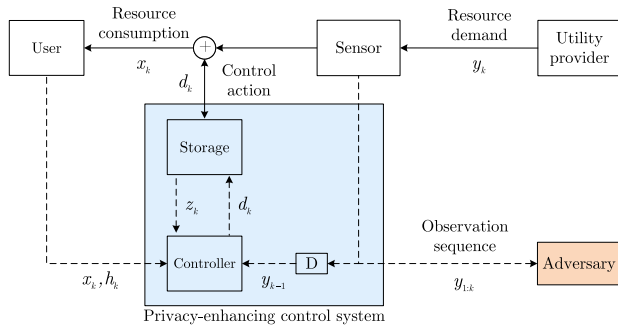 Resource
consumption
Resource
demand
User
Sensor
Utility
provider
+
x_k
y_k
d_k
Control
action
Storage
z_k
d_k
Observation
sequence
Controller
D
Adversary
x_k, h_k
y_{k-1}
y_{1:k}
Privacy-enhancing control system